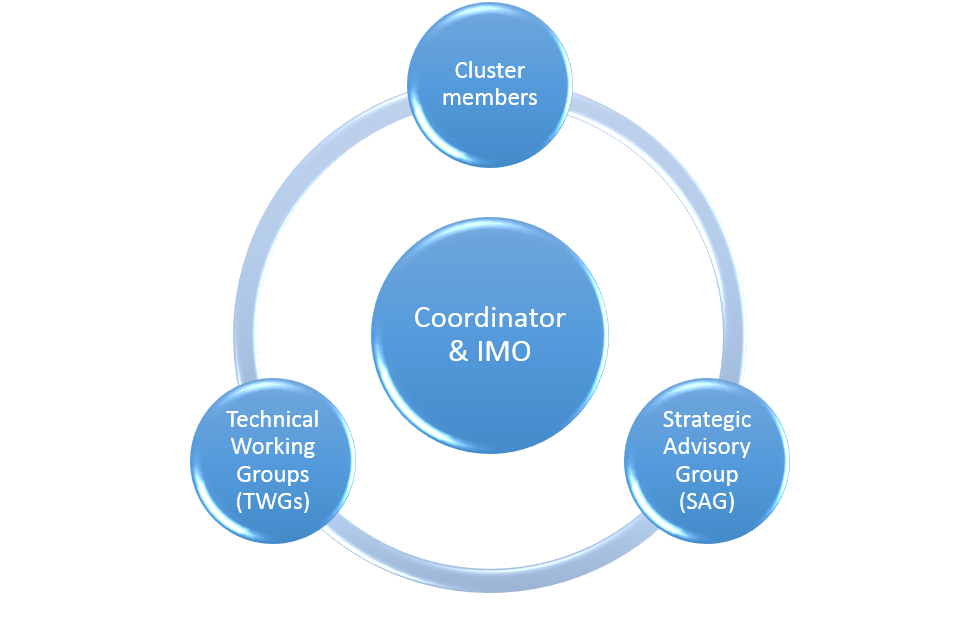 Cluster
members
Coordinator
& IMO
Technical
Working
Groups
(TWGs)
Strategic
Advisory
Group
(SAG)